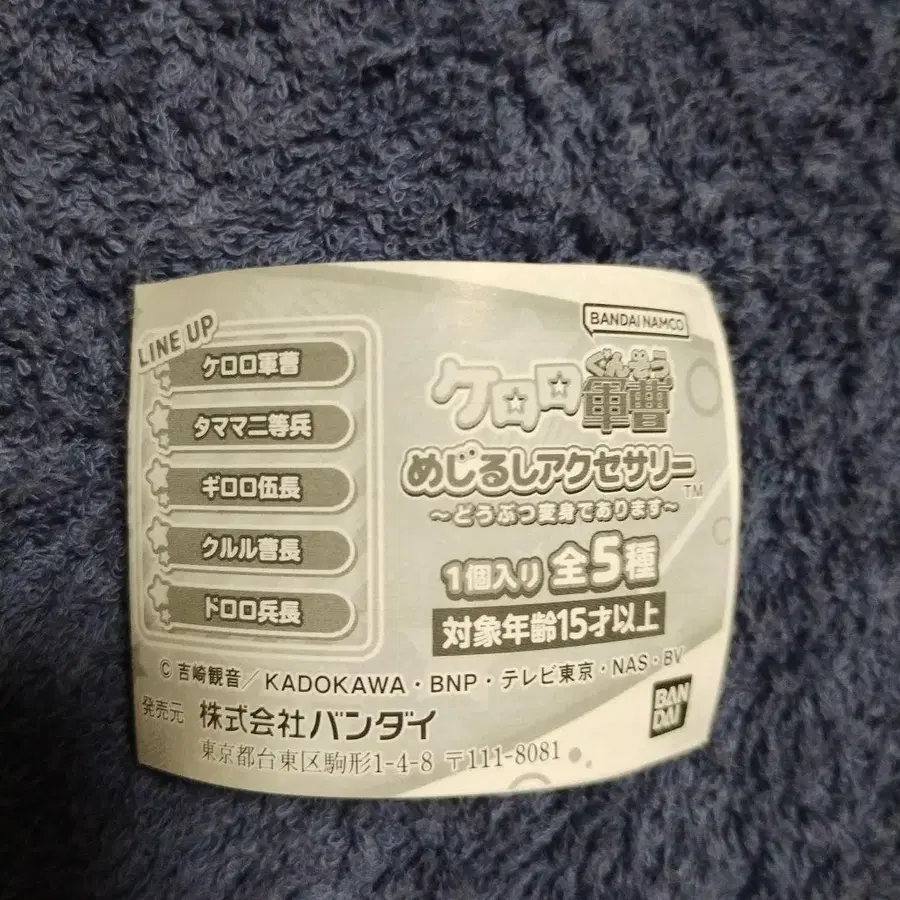 LINE UP
ケロロ軍曹
タママ二等兵
ギロロ伍長
クルル曹長
ドロロ兵長
BANDAI NAMCO
ぐんそう
ケロロ軍曹
めじるしアクセサリー™
～どうぶつ変身であります～
1個入り 全5種
対象年齢15才以上
© 吉崎観音／KADOKAWA・BNP・テレビ東京・NAS・BV
発売元 株式会社バンダイ
東京都台東区駒形1-4-8 〒111-8081
BAN
DAI